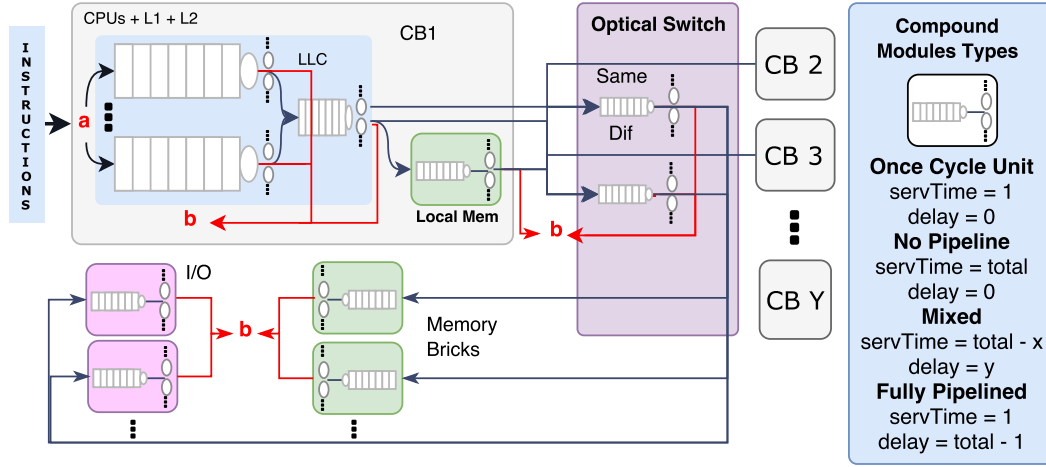 INSTRUCTIONS
CPUs + L1 + L2
CB1
LLC
a
b
Local Mem
b
Optical Switch
Same
Dif
CB 2
CB 3
CB Y
I/O
b
Memory
Bricks
Compound
Modules Types
Once Cycle Unit
servTime = 1
delay = 0
No Pipeline
servTime = total
delay = 0
Mixed
servTime = total - x
delay = y
Fully Pipelined
servTime = 1
delay = total - 1